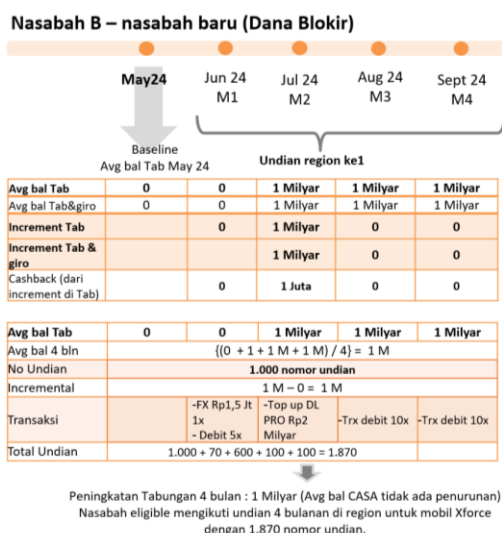 Nasabah B – nasabah baru (Dana Blokir)
May24 Jun 24 Jul 24 Aug 24 Sept 24
M1 M2 M3 M4
Baseline
Avg bal Tab May 24
Undian region ke1
Avg bal Tab 0 0 1 Milyar 1 Milyar 1 Milyar
Avg bal Tab&giro 0 0 1 Milyar 1 Milyar 1 Milyar
Increment Tab 0 1 Milyar 0 0
Increment Tab & giro 1 Milyar 0 0
Cashback (dari increment di Tab) 0 1 Juta 0 0
Avg bal Tab 0 0 1 Milyar 1 Milyar 1 Milyar
Avg bal 4 bln {(0 + 1 + 1 M + 1 M) / 4} = 1 M
No Undian 1.000 nomor undian
Incremental 1 M – 0 = 1 M
Transaksi -FX Rp1,5 Jt 1x - Debit 5x -Top up DL PRO Rp2 Milyar -Trx debit 10x -Trx debit 10x
Total Undian 1.000 + 70 + 600 + 100 + 100 = 1.870
Peningkatan Tabungan 4 bulan : 1 Milyar (Avg bal CASA tidak ada penurunan)
Nasabah eligible mengikuti undian 4 bulanan di region untuk mobil Xforce
dengan 1.870 nomor undian.